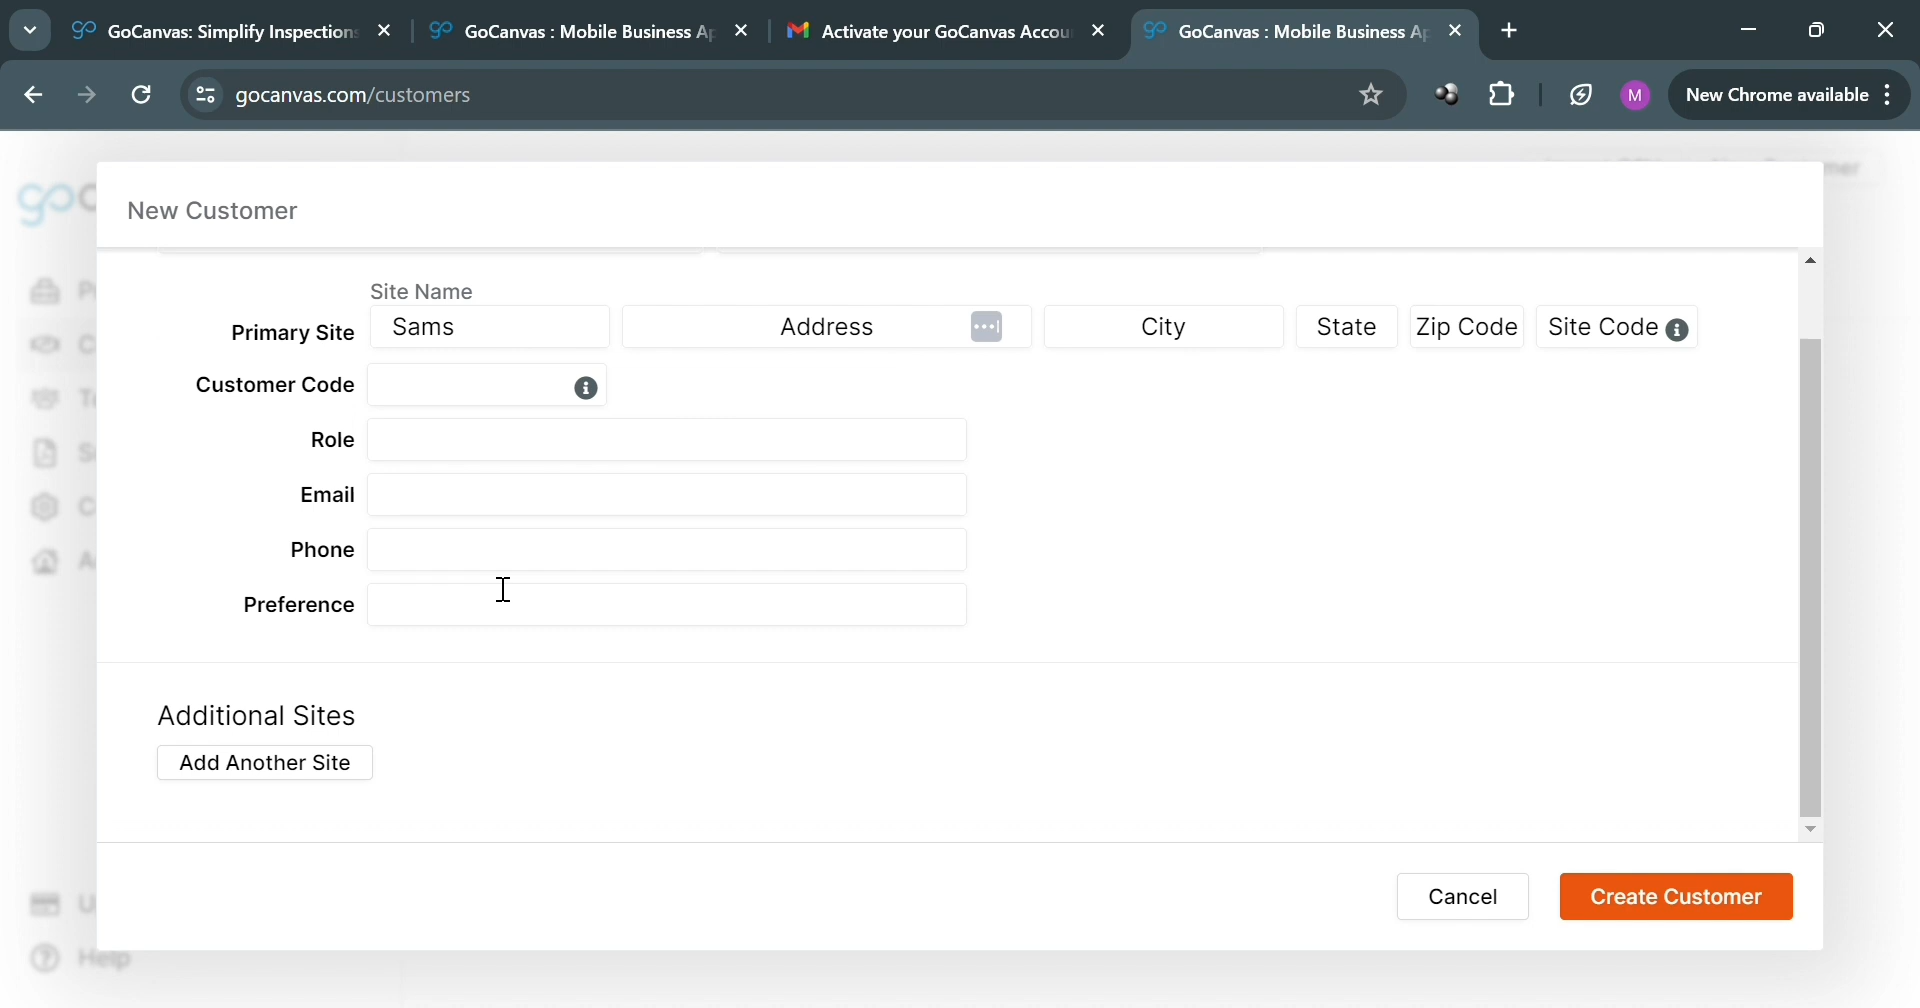 GoCanvas: Simplify Inspections
GoCanvas : Mobile Business Ap
Activate your GoCanvas Accou
GoCanvas : Mobile Business Ap
gocanvas.com/customers
M
New Chrome available
New Customer
Site Name
Primary Site
Sams
Address
City
State
Zip Code
Site Code
Customer Code
Role
Email
Phone
Preference
Additional Sites
Add Another Site
Cancel
Create Customer
Help